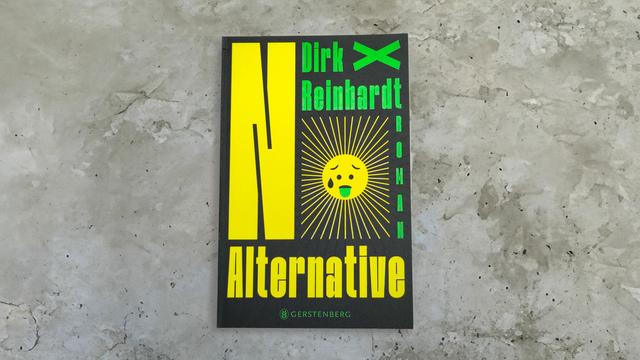 N
Dirk
Reinhardt
ROMAN
Alternative
GERSTENBERG